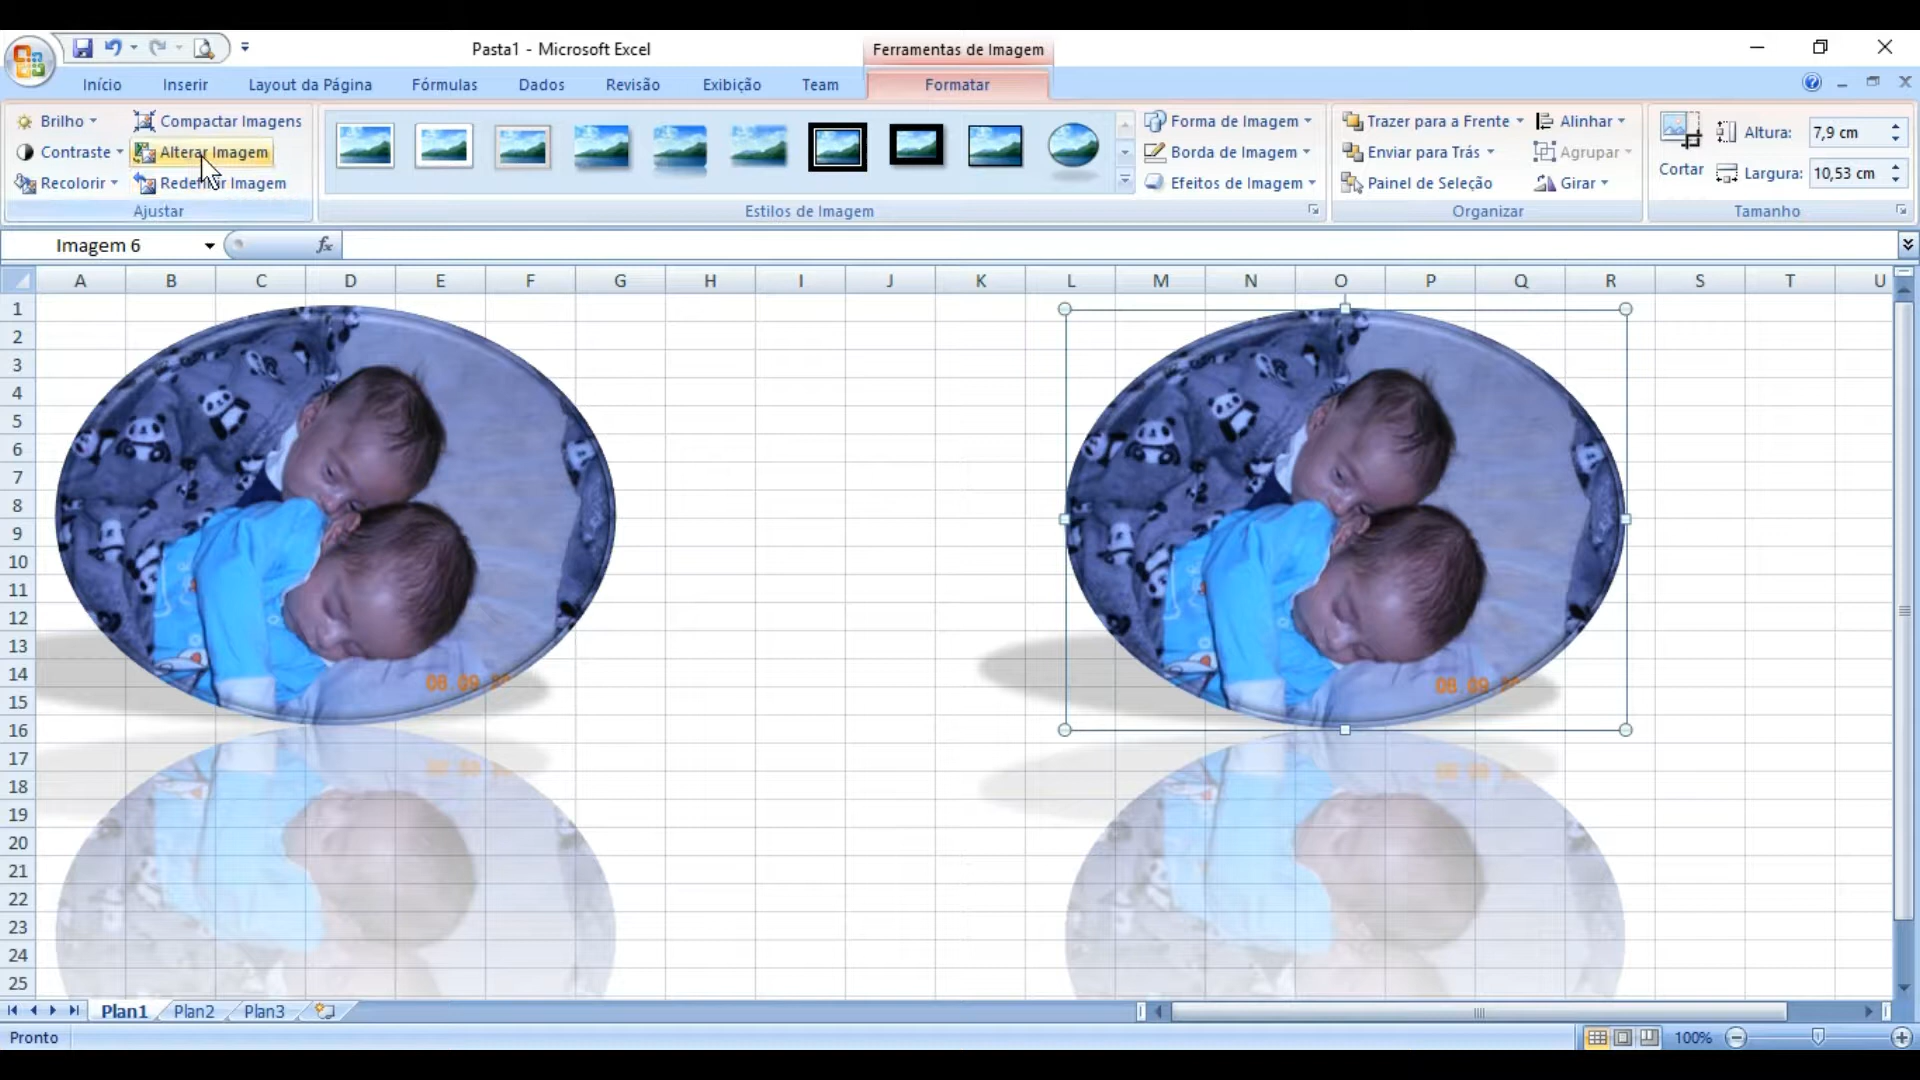 Pasta1 - Microsoft Excel
Ferramentas de Imagem
Início
Inserir
Layout da Página
Fórmulas
Dados
Revisão
Exibição
Team
Formatar
Brilho
Compactar Imagens
Contraste
Alterar Imagem
Recolorir
Redefinir Imagem
Ajustar
Forma de Imagem
Borda de Imagem
Efeitos de Imagem
Estilos de Imagem
Trazer para a Frente
Alinhar
Enviar para Trás
Agrupar
Painel de Seleção
Girar
Organizar
Cortar
Altura: 7,9 cm
Largura: 10,53 cm
Tamanho
Imagem 6
fx
A B C D E F G H I J K L M N O P Q R S T U
1
2
3
4
5
6
7
8
9
10
11
12
13
14
15
16
17
18
19
20
21
22
23
24
25
08 09
08 09
Plan1
Plan2
Plan3
Pronto
100%